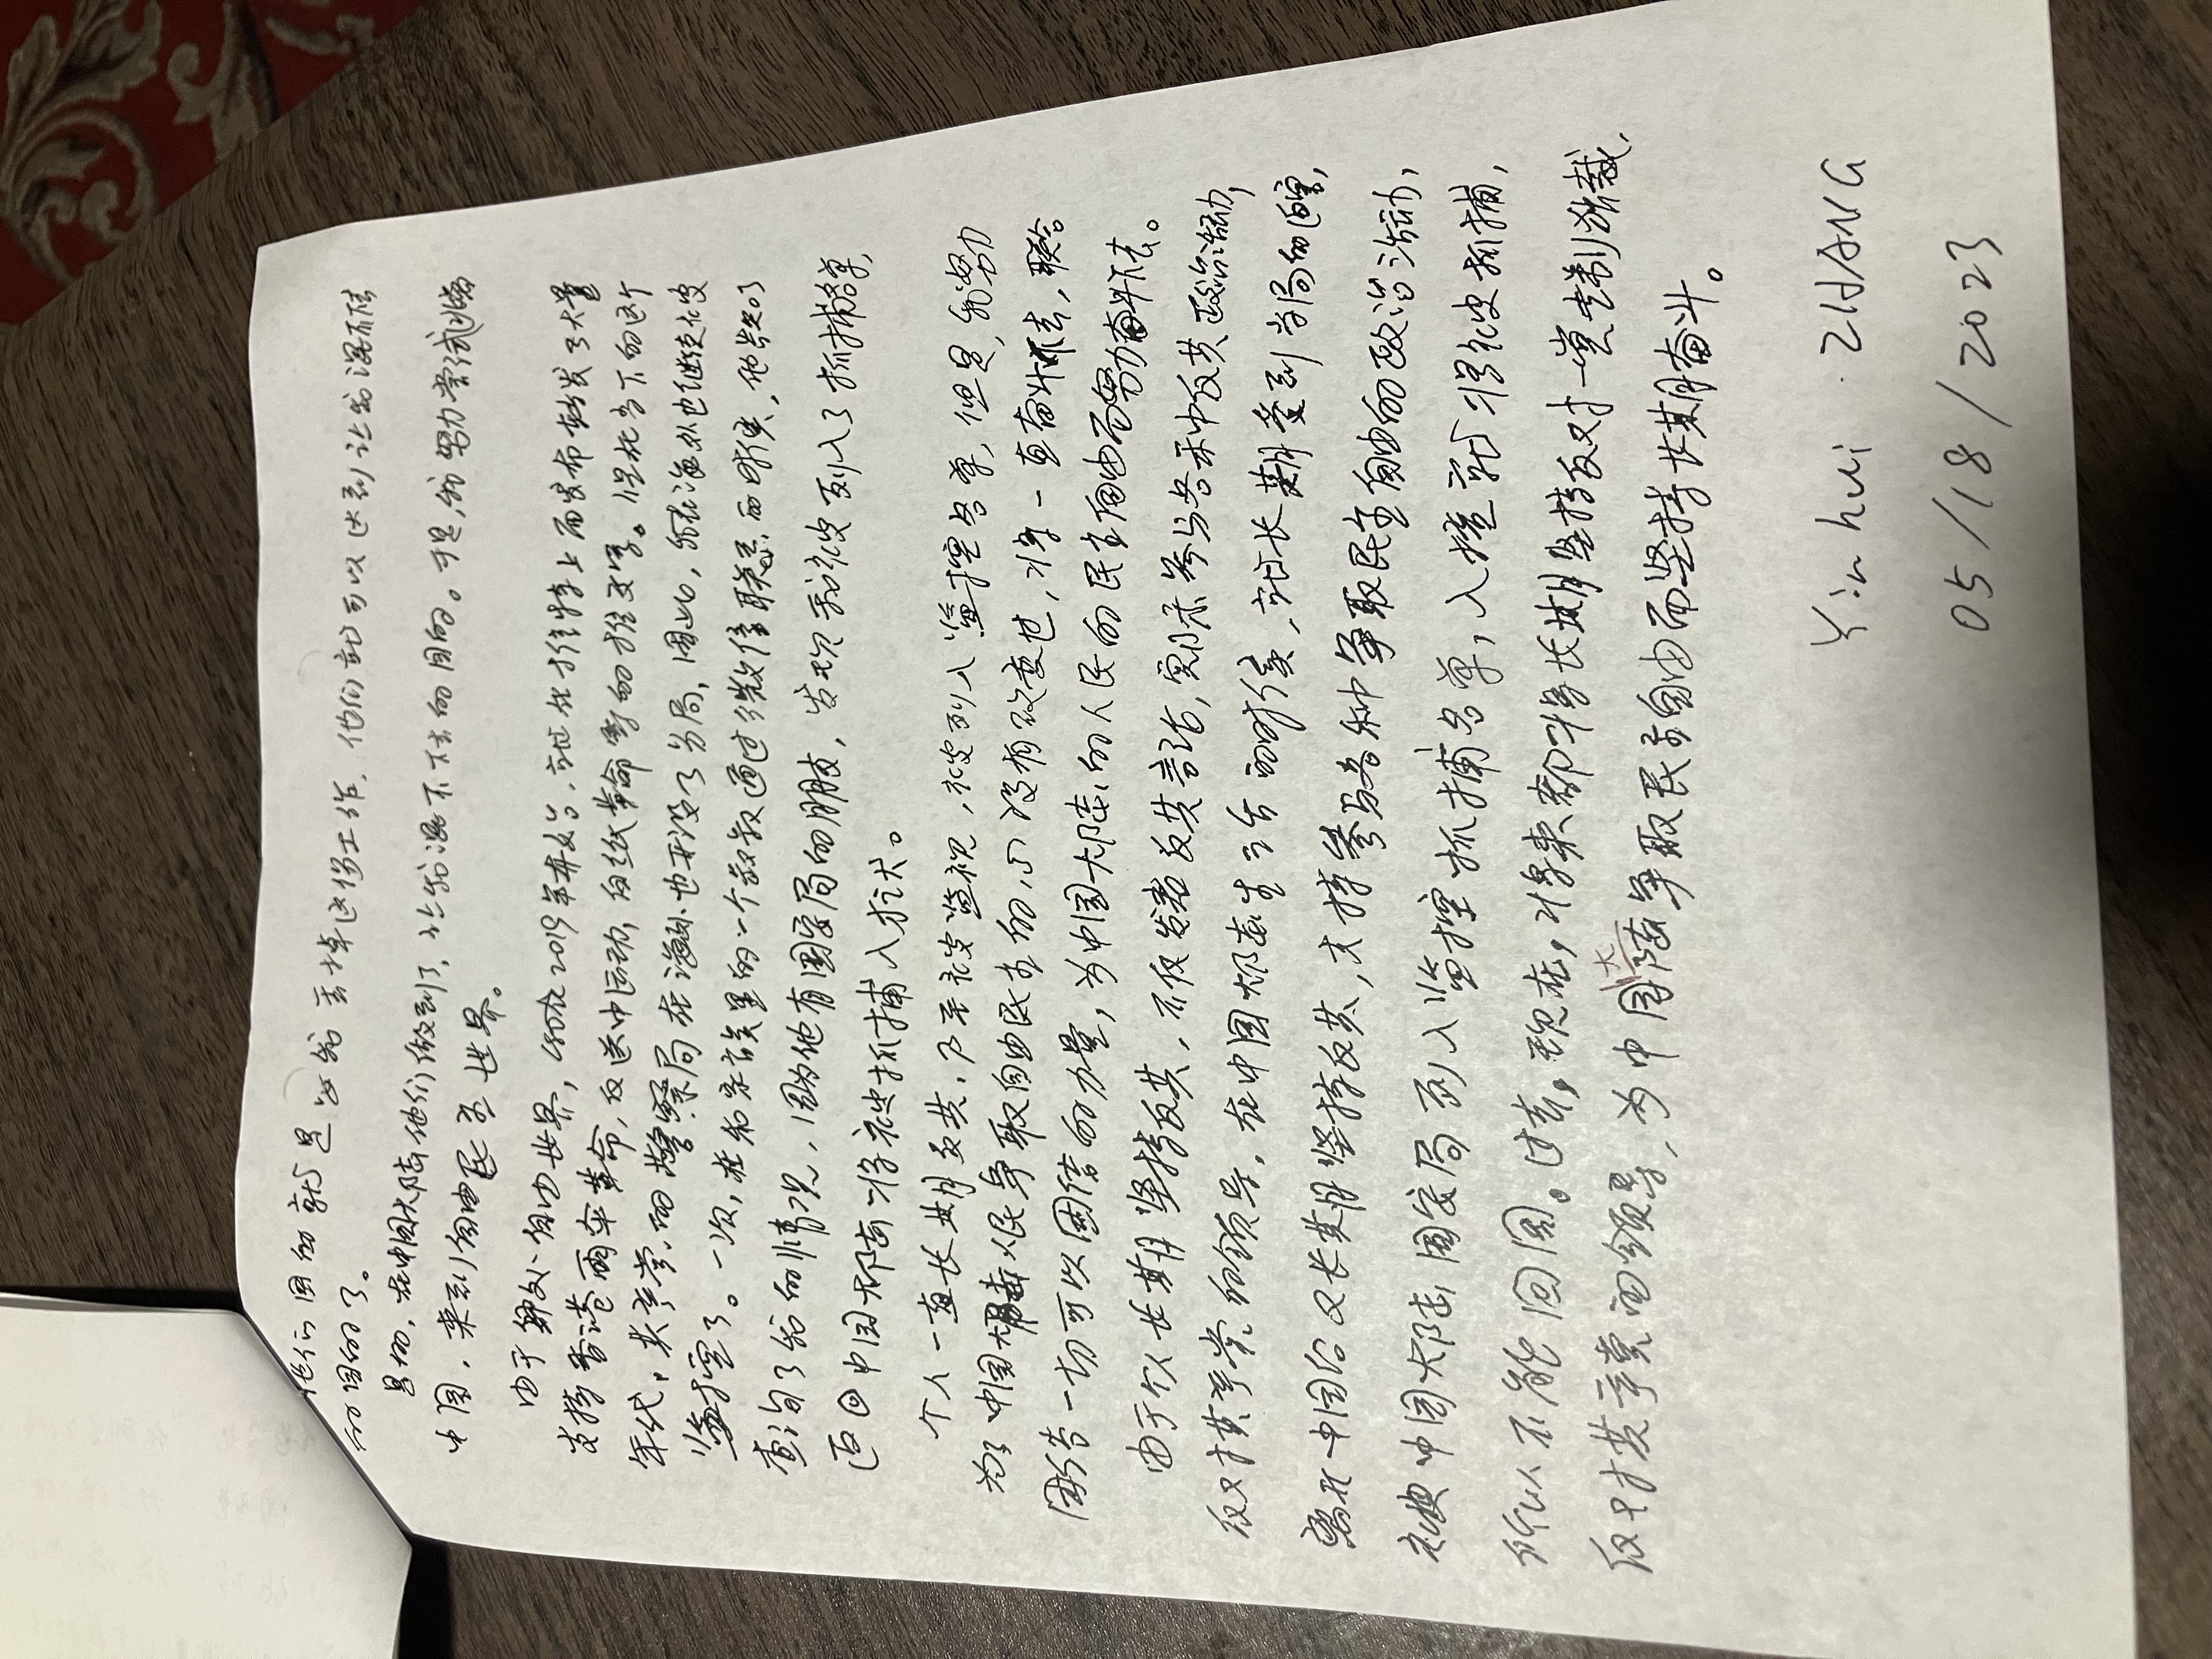 他们目的就是以我丢掉这份工作，他们就可以达到让我混不下去
的目的了。
是的，在中国大陆他们做到了，让我混不下去的目的。于是，我努力尝试逃离
中国，来到自由民主世界。
由于身处自由世界，我在2019年开始，就在推特上面发布转发了大量
支持香港雨伞革命，反送中运动，白纸革命等的推文等。但在当下的这个
年代，共产党的警察局在海外也开设了分局，因此，我在海外也继续被
监控了。一次，在和家族里的一个叔叔通过微信联系的时候，他告知了
查询了我的情况，因为他有国安局的朋友，发现我被列入了抓捕名单，
返回中国大陆将被抓捕入狱。
个人一直长期反共，乃至被监视，被列入监控名单，但是，我努力
为了中国大陆人民争取自由民主的心没有改变过，将一直奋斗下去，联合
团结一切可以团结的力量，为中国大陆的人民的民主自由而努力奋斗下去。
由于个人长期坚持反共，不仅发表反共言论，实际参与各种反共政治活动，
反对共产党的领导，在中国大陆生活的时候，就长期受到当局的迫害，
离开中国后又长期坚持反共，支持参与各种争取民主自由的政治活动，
被中国大陆国安局列入监控抓捕名单，入境就将被抓捕，
所以不能回国。过去，现在，将来都将长期坚持反对一党专制独裁，
反对共产党的领导，为中国大陆争取民主自由而坚持长期奋斗。
Yinhui ZHANG
05/18/2023